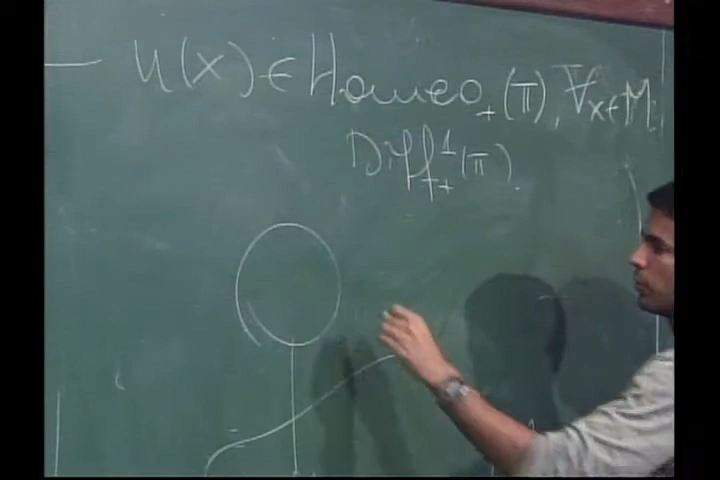 — u(x) ∈ Homeo₊(𝕋), ∀x∈M
Diff¹₊(𝕋).